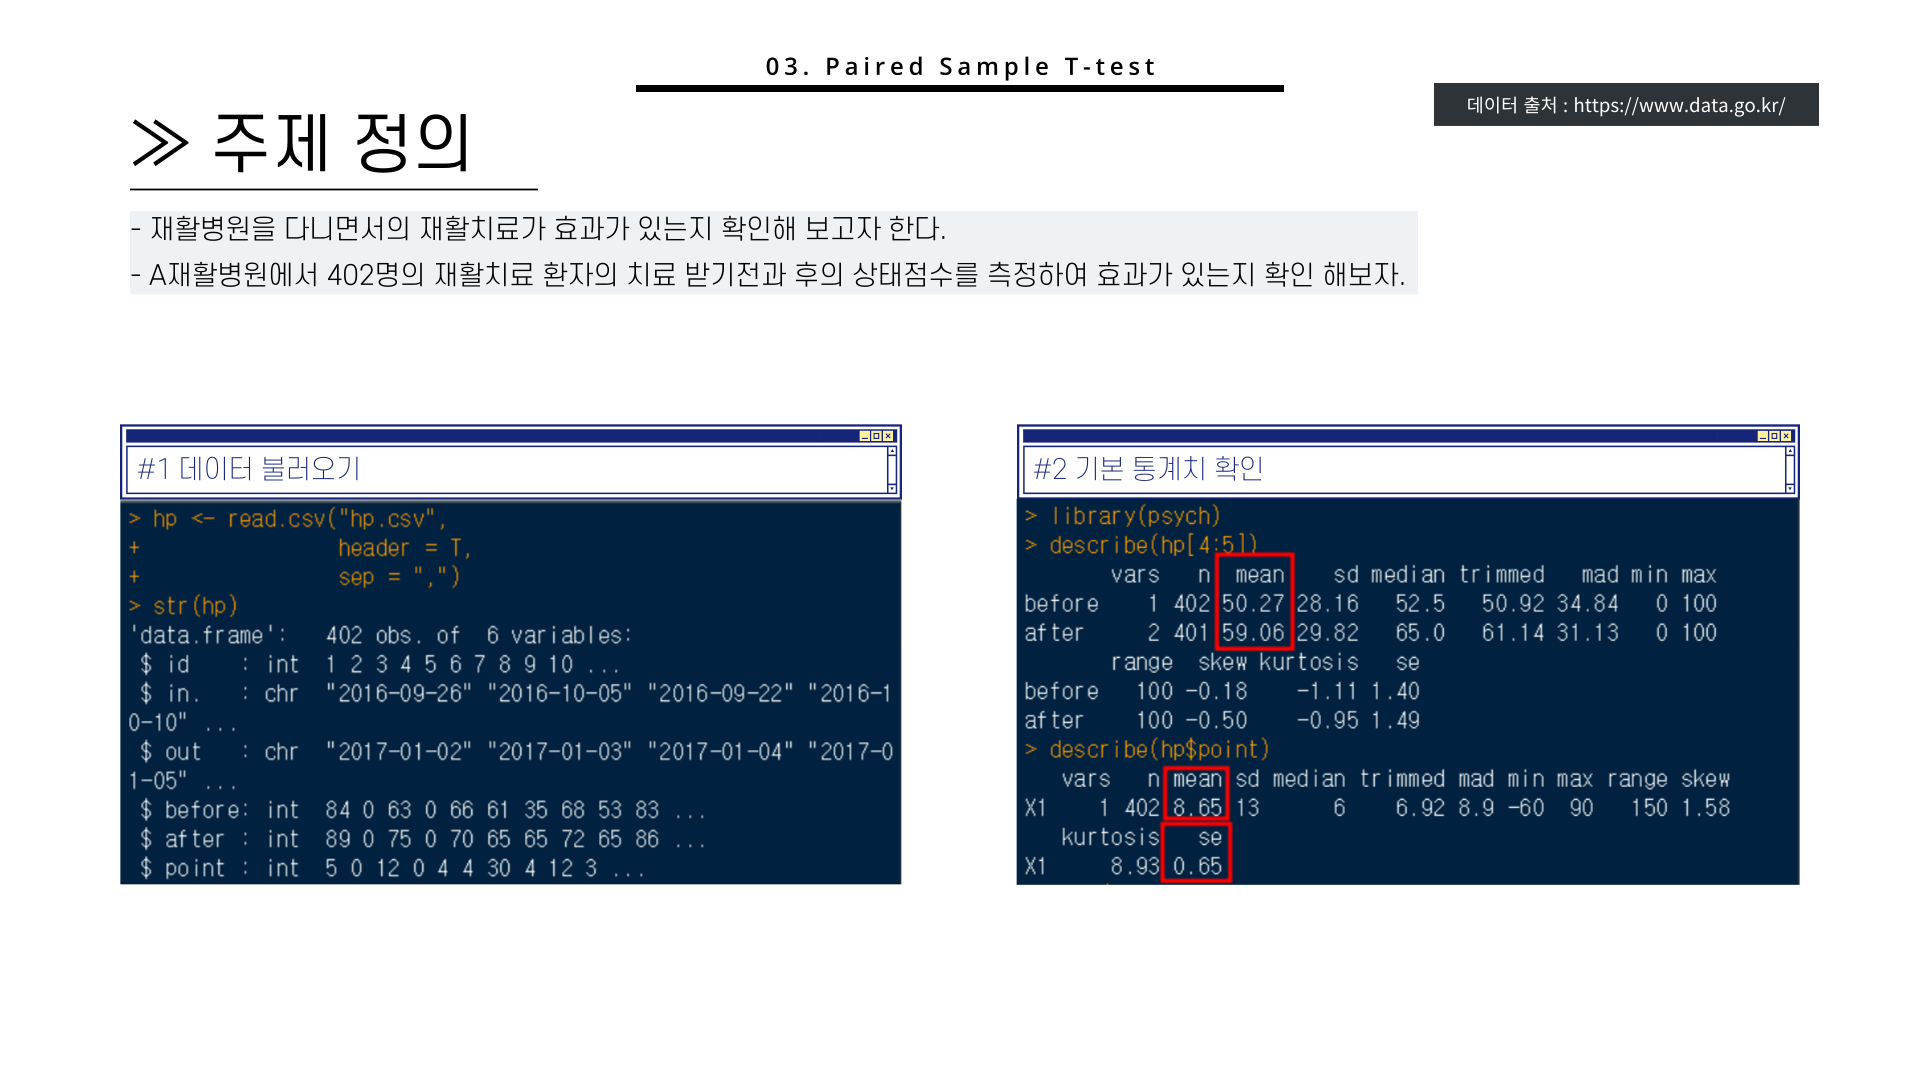 03. Paired Sample T-test
데이터 출처 : https://www.data.go.kr/
≫ 주제 정의
- 재활병원을 다니면서의 재활치료가 효과가 있는지 확인해 보고자 한다.
- A재활병원에서 402명의 재활치료 환자의 치료 받기전과 후의 상태점수를 측정하여 효과가 있는지 확인 해보자.
#1 데이터 불러오기
> hp <- read.csv("hp.csv",
+ header = T,
+ sep = ",")
> str(hp)
'data.frame': 402 obs. of 6 variables:
$ id : int 1 2 3 4 5 6 7 8 9 10 ...
$ in. : chr "2016-09-26" "2016-10-05" "2016-09-22" "2016-1
0-10" ...
$ out : chr "2017-01-02" "2017-01-03" "2017-01-04" "2017-0
1-05" ...
$ before: int 84 0 63 0 66 61 35 68 53 83 ...
$ after : int 89 0 75 0 70 65 65 72 65 86 ...
$ point : int 5 0 12 0 4 4 30 4 12 3 ...
#2 기본 통계치 확인
> library(psych)
> describe(hp[4:5])
vars n mean sd median trimmed mad min max
before 1 402 50.27 28.16 52.5 50.92 34.84 0 100
after 2 401 59.06 29.82 65.0 61.14 31.13 0 100
range skew kurtosis se
before 100 -0.18 -1.11 1.40
after 100 -0.50 -0.95 1.49
> describe(hp$point)
vars n mean sd median trimmed mad min max range skew
X1 1 402 8.65 13 6 6.92 8.9 -60 90 150 1.58
kurtosis se
X1 8.93 0.65